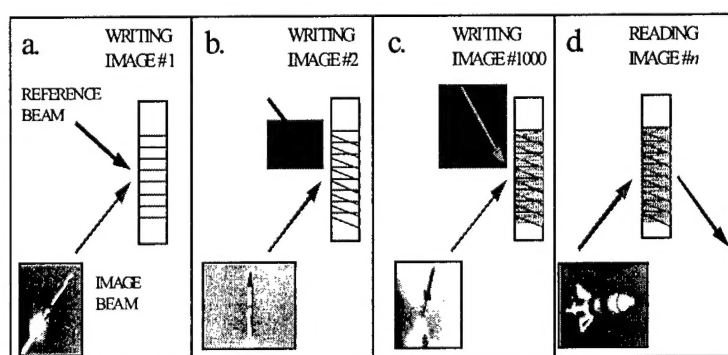 a.
WRITING
IMAGE #1
REFERENCE
BEAM
IMAGE
BEAM
b.
WRITING
IMAGE #2
c.
WRITING
IMAGE #1000
d.
READING
IMAGE #n